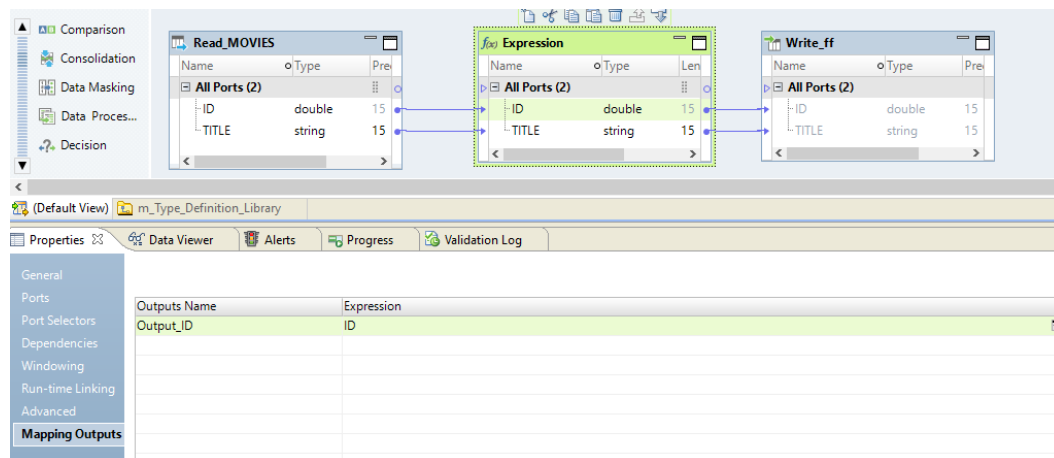 Comparison
Consolidation
Data Masking
Data Proces...
Decision
Read_MOVIES
Name Type Pre
All Ports (2)
ID double 15
TITLE string 15
f(x) Expression
Name Type Len
All Ports (2)
ID double 15
TITLE string 15
Write_ff
Name Type Pre
All Ports (2)
ID double 15
TITLE string 15
(Default View) m_Type_Definition_Library
Properties Data Viewer Alerts Progress Validation Log
General
Ports
Port Selectors
Dependencies
Windowing
Run-time Linking
Advanced
Mapping Outputs
Outputs Name Expression
Output_ID ID